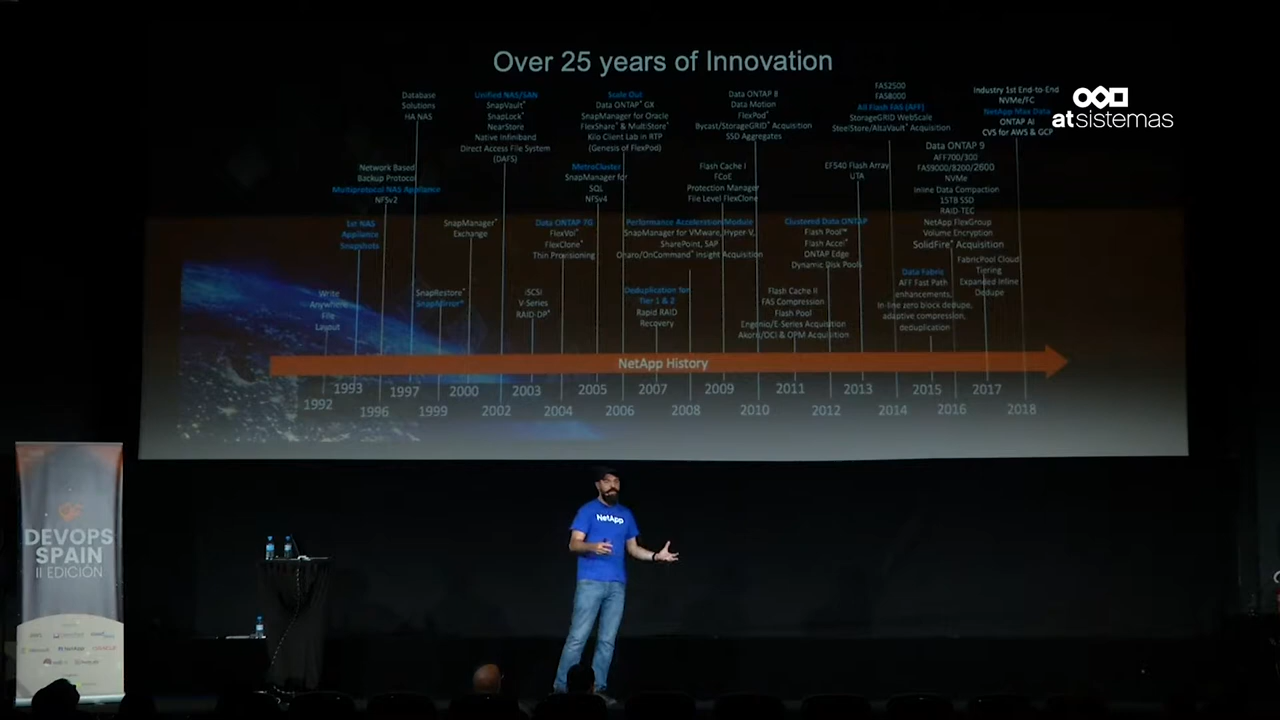 Over 25 years of Innovation
atsistemas
Database
Solutions
HA NAS
Unified NAS/SAN
SnapVault®
SnapLock®
NearStore
Native Infiniband
Direct Access File System
(DAFS)
Scale Out
Data ONTAP® GX
SnapManager for Oracle
FlexShare® & MultiStore®
Kilo Client Lab in RTP
(Genesis of FlexPod)
Data ONTAP 8
Data Motion
FlexPod®
Bycast/StorageGRID® Acquisition
SSD Aggregates
FAS2500
FAS8000
All Flash FAS (AFF)
StorageGRID WebScale
SteelStore/AltaVault® Acquisition
Industry 1st End-to-End
NVMe/FC
NetApp Max Data
ONTAP AI
CVS for AWS & GCP
Network Based
Backup Protocol
Multiprotocol NAS Appliance
NFSv2
MetroCluster
SnapManager for
SQL
NFSv4
Flash Cache I
FCoE
Protection Manager
File Level FlexClone
EF540 Flash Array
UTA
Data ONTAP 9
AFF700/300
FAS9000/8200/2600
NVMe
Inline Data Compaction
15TB SSD
RAID-TEC
NetApp FlexGroup
Volume Encryption
SolidFire® Acquisition
1st NAS
Appliance
Snapshots
SnapManager®
Exchange
Data ONTAP 7G
FlexVol®
FlexClone®
Thin Provisioning
Performance Acceleration Module
SnapManager for VMware, Hyper-V,
SharePoint, SAP
Onaro/OnCommand® Insight Acquisition
Clustered Data ONTAP
Flash Pool™
Flash Accel®
ONTAP Edge
Dynamic Disk Pools
FabricPool Cloud
Tiering
Expanded Inline
Dedupe
Write
Anywhere
File
Layout
SnapRestore®
SnapMirror®
iSCSI
V-Series
RAID-DP®
Deduplication for
Tier 1 & 2
Rapid RAID
Recovery
Flash Cache II
FAS Compression
Flash Pool
Engenio/E-Series Acquisition
Akorri/OCI & OPM Acquisition
Data Fabric
AFF Fast Path
enhancements,
In-line zero block dedupe,
adaptive compression,
deduplication
NetApp History
1993 1997 2000 2003 2005 2007 2009 2011 2013 2015 2017
1992 1996 1999 2002 2004 2006 2008 2010 2012 2014 2016 2018
NetApp
DEVOPS
SPAIN
II EDICIÓN
NetApp